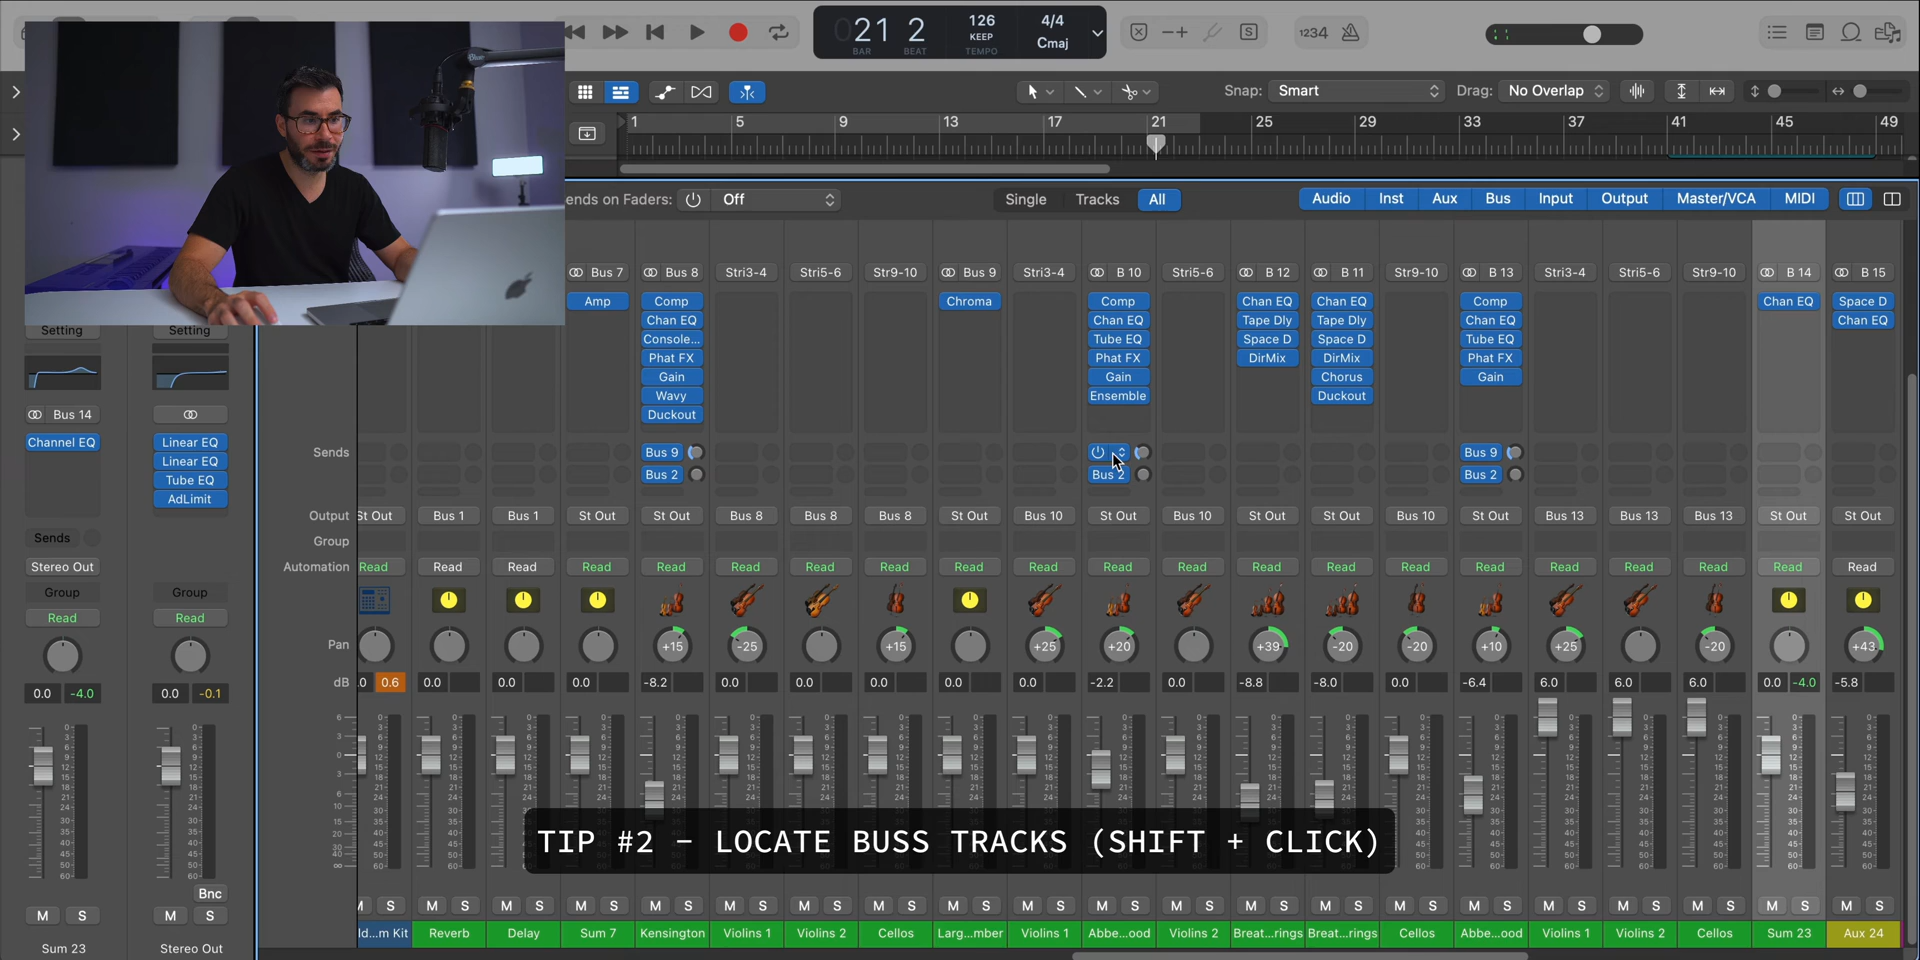 21 2
BAR BEAT
126
KEEP
TEMPO
4/4
Cmaj
1234
Snap: Smart
Drag: No Overlap
1 5 9 13 17 21 25 29 33 37 41 45 49
ends on Faders: Off
Single Tracks All
Audio Inst Aux Bus Input Output Master/VCA MIDI
Bus 7 Bus 8 Stri3-4 Stri5-6 Str9-10 Bus 9 Stri3-4 B 10 Stri5-6 B 12 B 11 Str9-10 B 13 Stri3-4 Stri5-6 Str9-10 B 14 B 15
Amp Comp Chroma Comp Chan EQ Chan EQ Comp Chan EQ Space D
Chan EQ Chan EQ Tape Dly Tape Dly Chan EQ Chan EQ
Setting Setting
Console... Tube EQ Space D Space D Tube EQ
Phat FX Phat FX DirMix DirMix Phat FX
Gain Gain Chorus Gain
Wavy Ensemble Duckout
Bus 14 Duckout
Channel EQ Linear EQ
Sends Bus 9 Bus 9
Linear EQ
Bus 2 Bus 2 Bus 2
Tube EQ
AdLimit
Output St Out Bus 1 Bus 1 St Out St Out Bus 8 Bus 8 Bus 8 St Out Bus 10 St Out Bus 10 St Out St Out Bus 10 St Out Bus 13 Bus 13 Bus 13 St Out St Out
Sends
Group
Stereo Out
Automation Read Read Read Read Read Read Read Read Read Read Read Read Read Read Read Read Read Read Read Read Read
Group Group
Read Read
Pan +15 -25 +15 +25 +20 +39 -20 -20 +10 +25 -20 +43
dB .0 0.6 0.0 0.0 0.0 -8.2 0.0 0.0 0.0 0.0 0.0 -2.2 0.0 -8.8 -8.0 0.0 -6.4 6.0 6.0 6.0 0.0 -4.0 -5.8
0.0 -4.0 0.0 -0.1
TIP #2 - LOCATE BUSS TRACKS (SHIFT + CLICK)
Bnc
M S M S
M S M S M S M S M S M S M S M S M S M S M S M S M S M S M S M S M S M S M S M S M S
ld...m Kit Reverb Delay Sum 7 Kensington Violins 1 Violins 2 Cellos Larg...mber Violins 1 Abbe...ood Violins 2 Breat...rings Breat...rings Cellos Abbe...ood Violins 1 Violins 2 Cellos Sum 23 Aux 24
Sum 23 Stereo Out